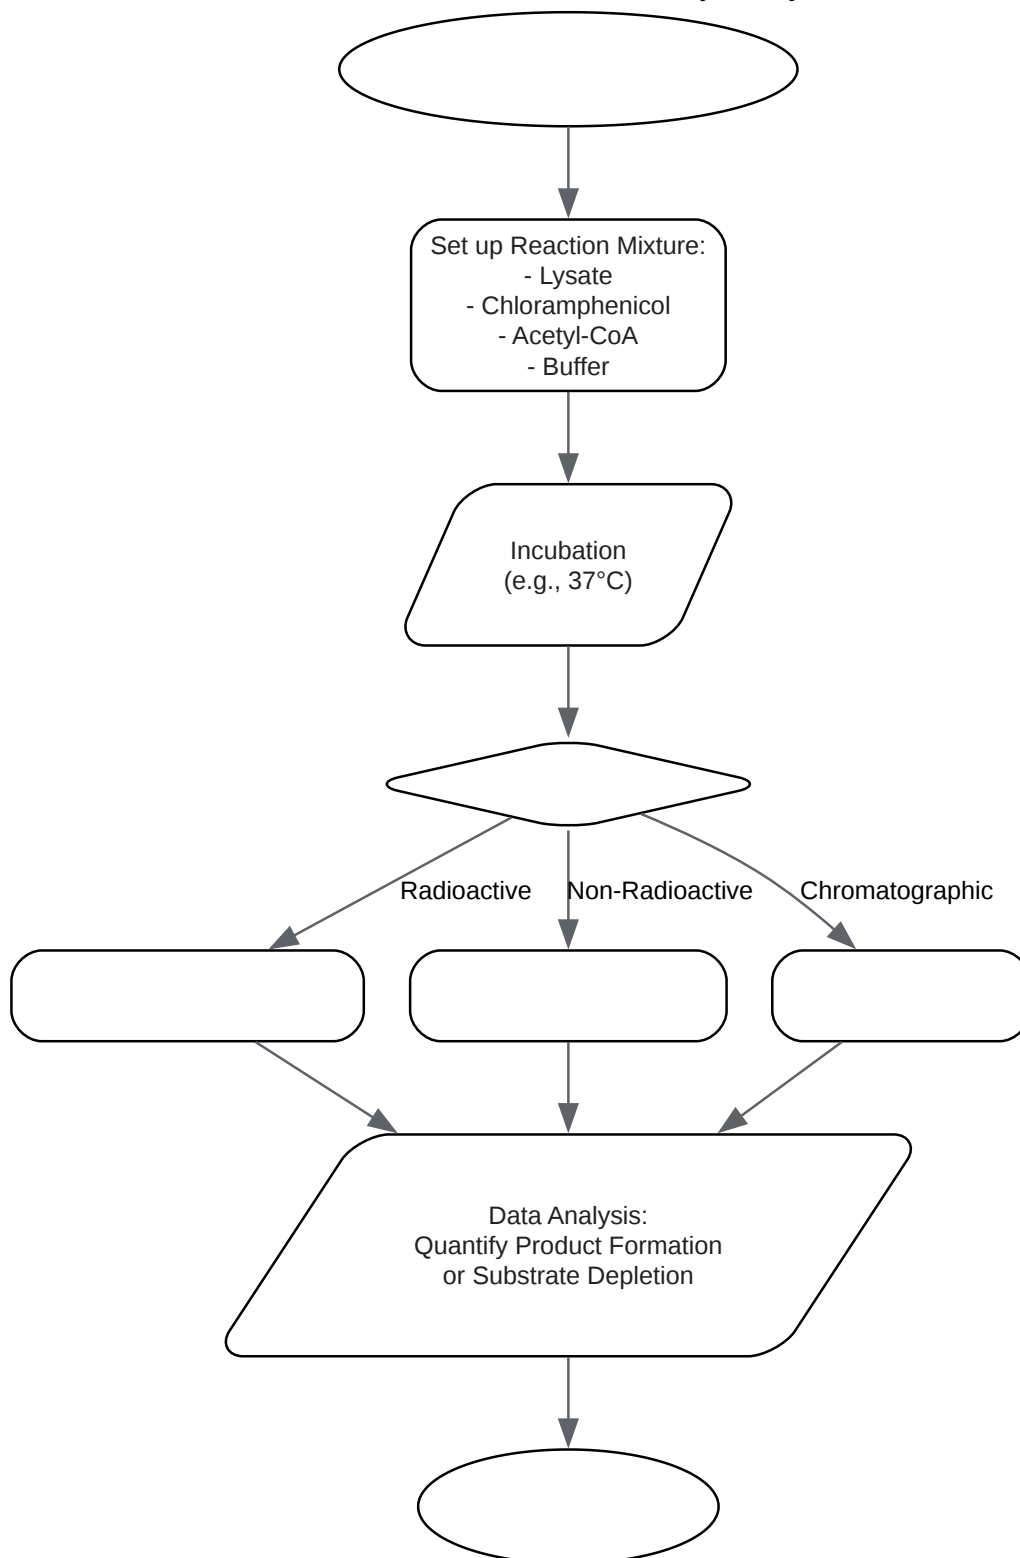 Set up Reaction Mixture:
- Lysate
- Chloramphenicol
- Acetyl-CoA
- Buffer
Incubation
(e.g., 37°C)
Radioactive
Non-Radioactive
Chromatographic
Data Analysis:
Quantify Product Formation
or Substrate Depletion